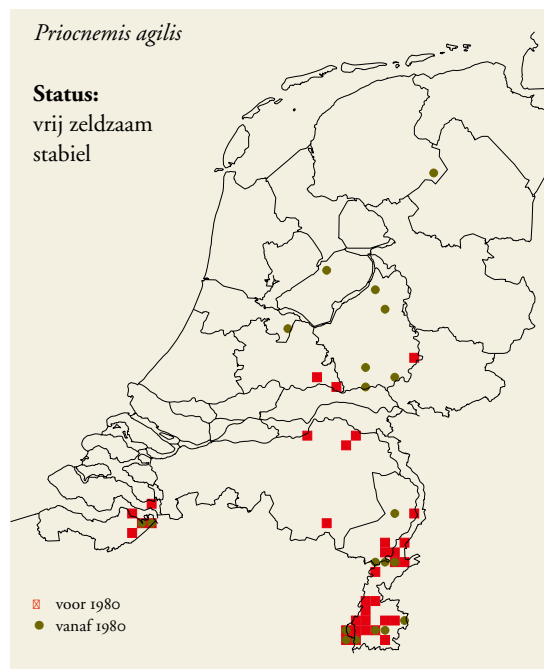 Priocnemis agilis
Status:
vrij zeldzaam
stabiel
voor 1980
vanaf 1980